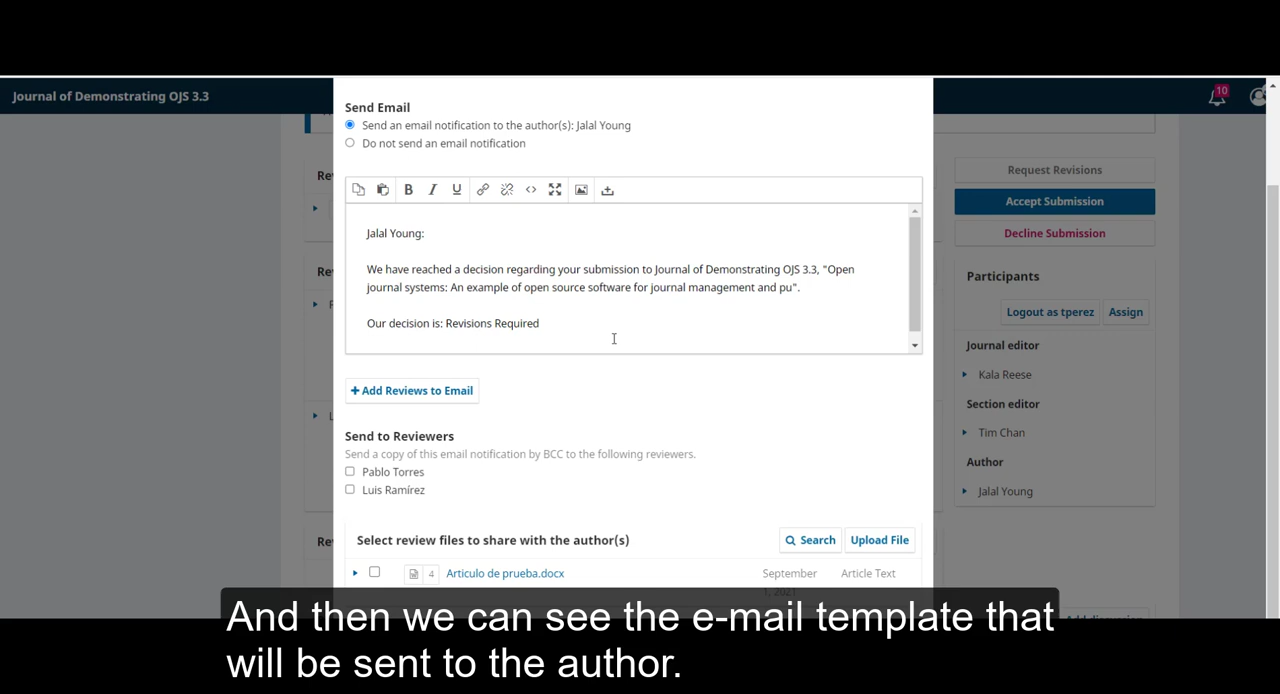 Journal of Demonstrating OJS 3.3
10
Send Email
Send an email notification to the author(s): Jalal Young
Do not send an email notification
Jalal Young:
We have reached a decision regarding your submission to Journal of Demonstrating OJS 3.3, "Open
journal systems: An example of open source software for journal management and pu".
Our decision is: Revisions Required
+ Add Reviews to Email
Send to Reviewers
Send a copy of this email notification by BCC to the following reviewers.
Pablo Torres
Luis Ramírez
Select review files to share with the author(s)
Search
Upload File
4 Articulo de prueba.docx September Article Text
1, 2021
Request Revisions
Accept Submission
Decline Submission
Participants
Logout as tperez
Assign
Journal editor
Kala Reese
Section editor
Tim Chan
Author
Jalal Young
Add discussion
And then we can see the e-mail template that
will be sent to the author.